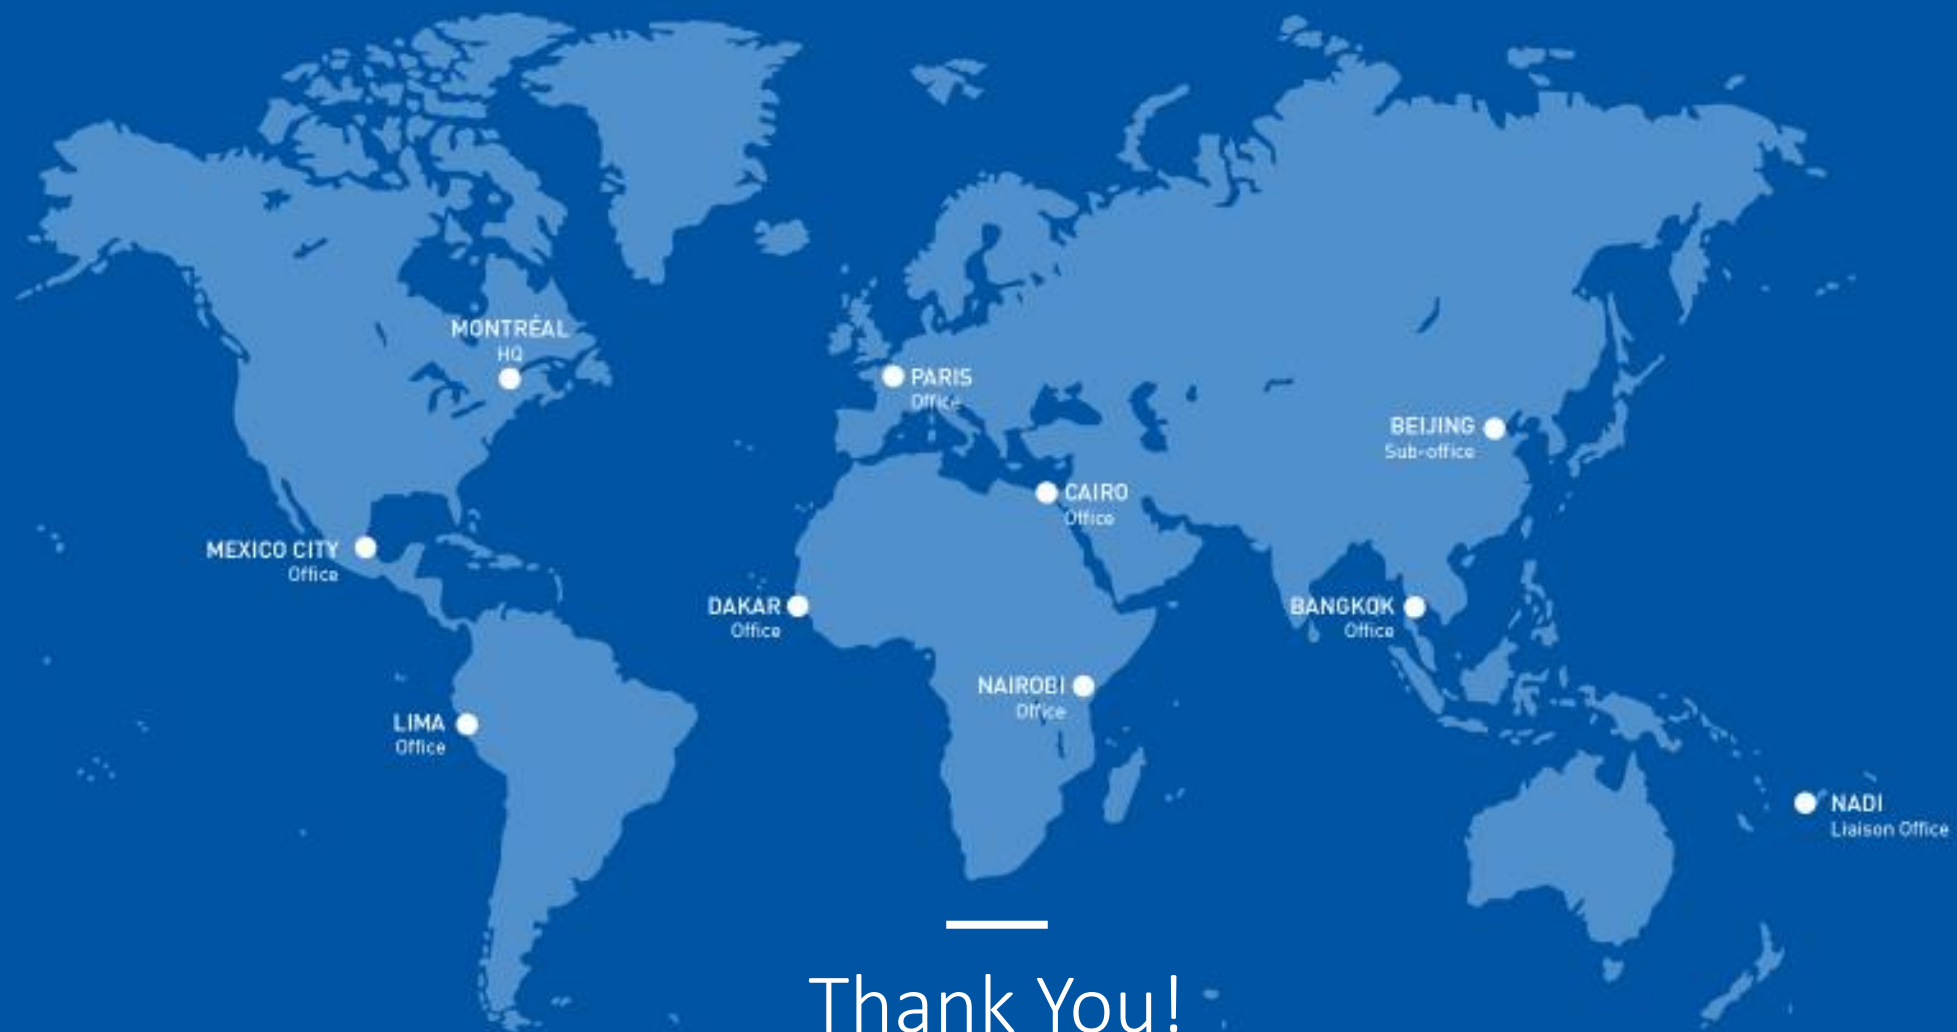 MONTRÉAL
HQ
PARIS
Office
BEIJING
Sub-office
CAIRO
Office
MEXICO CITY
Office
DAKAR
Office
BANGKOK
Office
NAIROBI
Office
LIMA
Office
NADI
Liaison Office
Thank You!